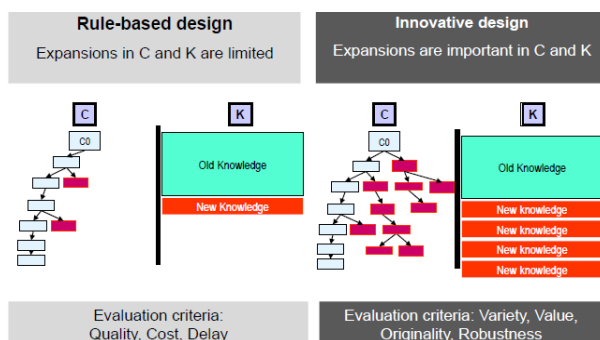 Rule-based design
Expansions in C and K are limited
Innovative design
Expansions are important in C and K
C
K
C0
Old Knowledge
New Knowledge
C
K
C0
Old Knowledge
New knowledge
New knowledge
New knowledge
New knowledge
Evaluation criteria:
Quality, Cost, Delay
Evaluation criteria: Variety, Value,
Originality, Robustness